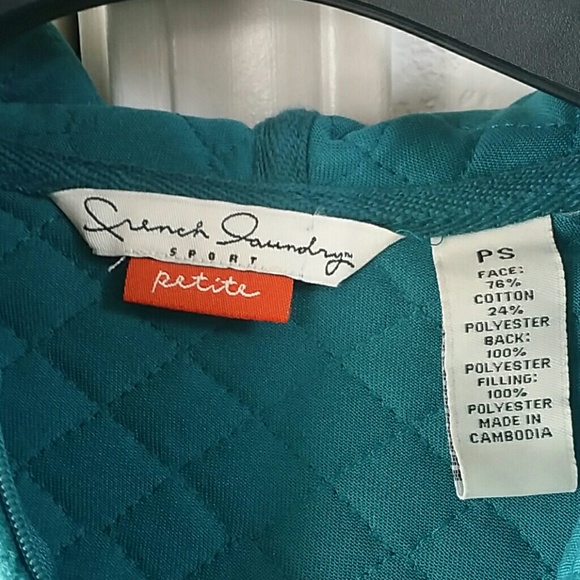 French Laundry™
SPORT
petite
PS
FACE:
76%
COTTON
24%
POLYESTER
BACK:
100%
POLYESTER
FILLING:
100%
POLYESTER
MADE IN
CAMBODIA